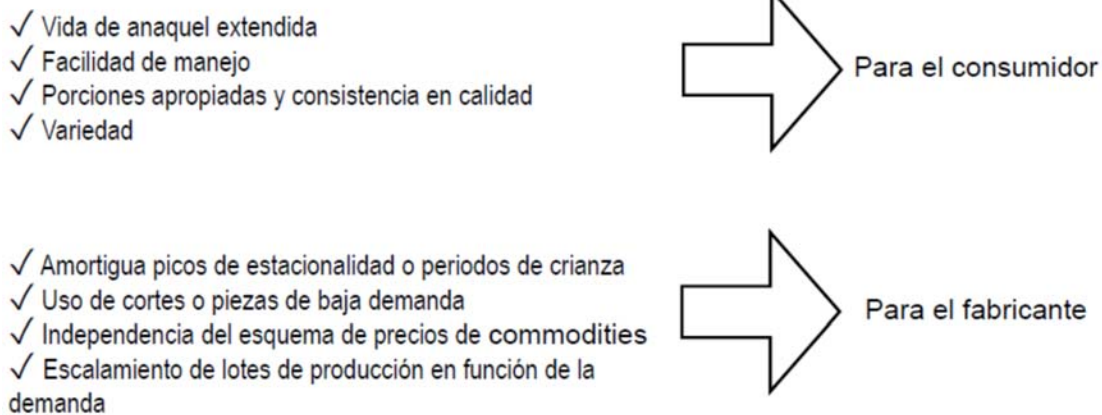 ✓ Vida de anaquel extendida
✓ Facilidad de manejo
✓ Porciones apropiadas y consistencia en calidad
✓ Variedad
Para el consumidor
✓ Amortigua picos de estacionalidad o periodos de crianza
✓ Uso de cortes o piezas de baja demanda
✓ Independencia del esquema de precios de commodities
✓ Escalamiento de lotes de producción en función de la
demanda
Para el fabricante